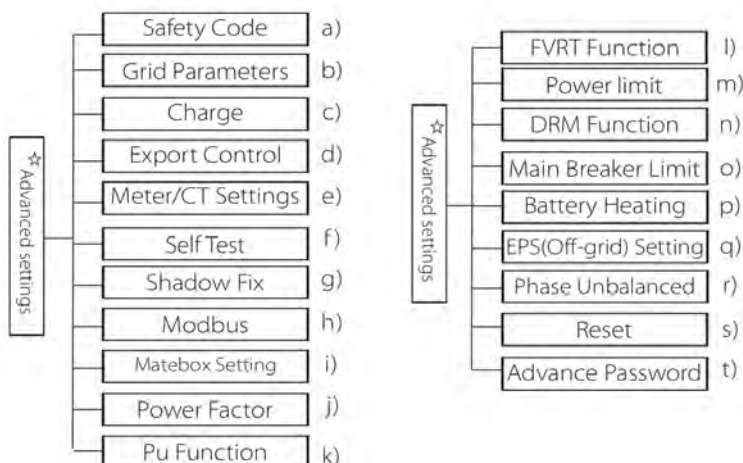 ☆ Advanced settings
Safety Code a)
Grid Parameters b)
Charge c)
Export Control d)
Meter/CT Settings e)
Self Test f)
Shadow Fix g)
Modbus h)
Matebox Setting i)
Power Factor j)
Pu Function k)
☆ Advanced settings
FVRT Function l)
Power limit m)
DRM Function n)
Main Breaker Limit o)
Battery Heating p)
EPS(Off-grid) Setting q)
Phase Unbalanced r)
Reset s)
Advance Password t)